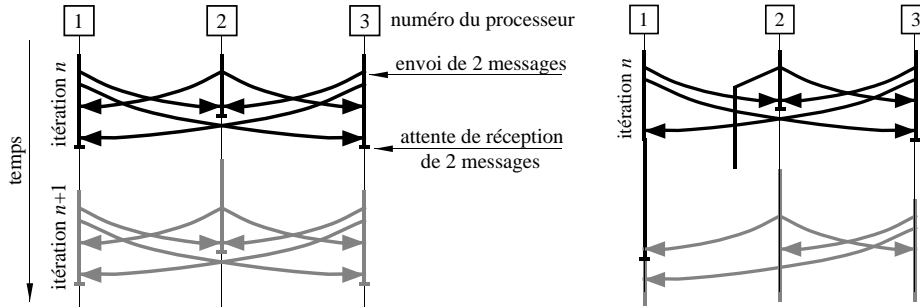 1 2 3 numéro du processeur
envoi de 2 messages
attente de réception
de 2 messages
temps
itération n
itération n+1
1 2 3
itération n